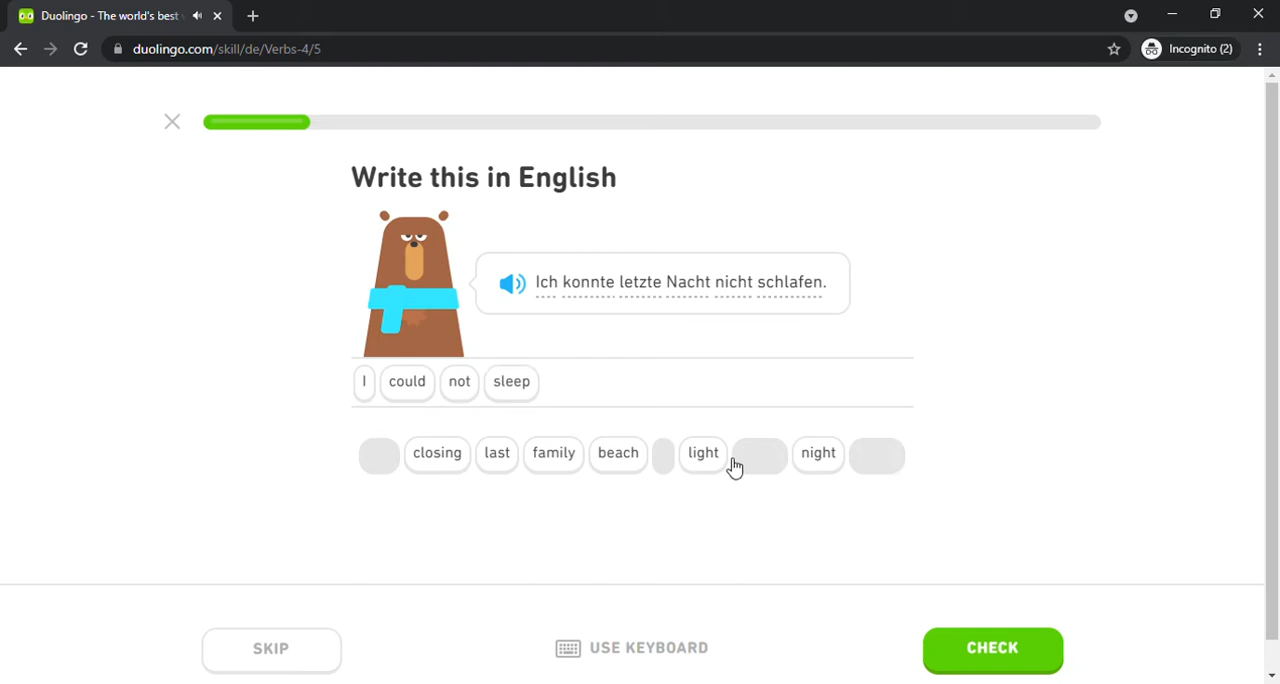 Duolingo - The world's best
duolingo.com/skill/de/Verbs-4/5
Incognito (2)
Write this in English
Ich konnte letzte Nacht nicht schlafen.
I could not sleep
closing last family beach light night
SKIP
USE KEYBOARD
CHECK